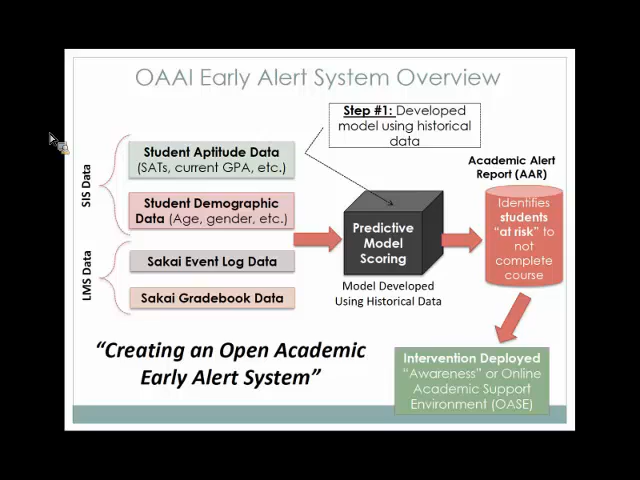 OAAI Early Alert System Overview
Step #1: Developed
model using historical
data
SIS Data
Student Aptitude Data
(SATs, current GPA, etc.)
Student Demographic
Data (Age, gender, etc.)
LMS Data
Sakai Event Log Data
Sakai Gradebook Data
Predictive
Model
Scoring
Model Developed
Using Historical Data
Academic Alert
Report (AAR)
Identifies
students
"at risk" to
not
complete
course
"Creating an Open Academic
Early Alert System"
Intervention Deployed
"Awareness" or Online
Academic Support
Environment (OASE)